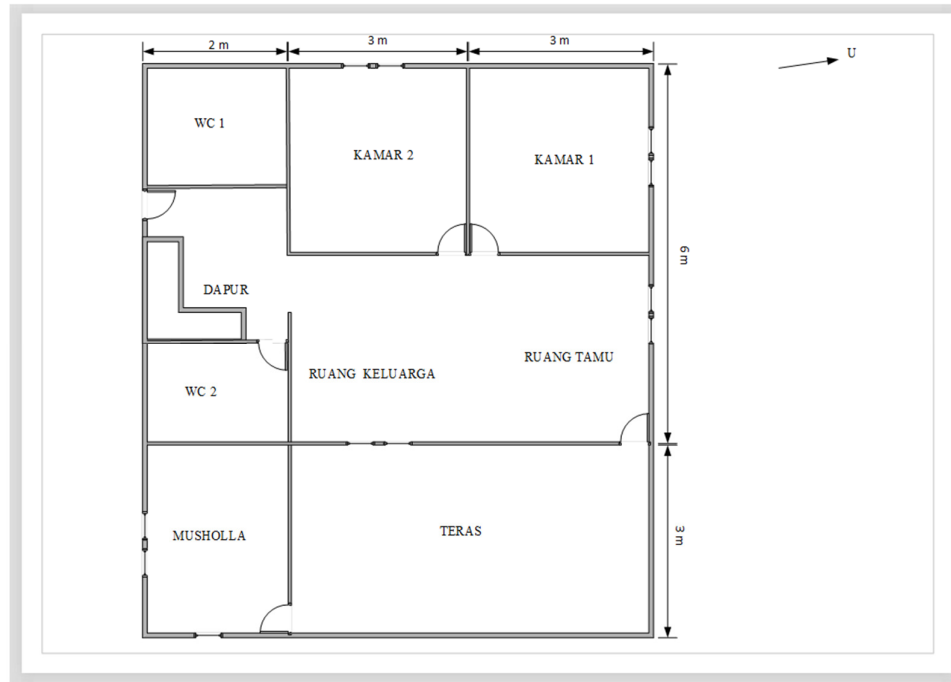 2 m
3 m
3 m
U
WC 1
KAMAR 2
KAMAR 1
6 m
DAPUR
RUANG TAMU
RUANG KELUARGA
WC 2
MUSHOLLA
TERAS
3 m